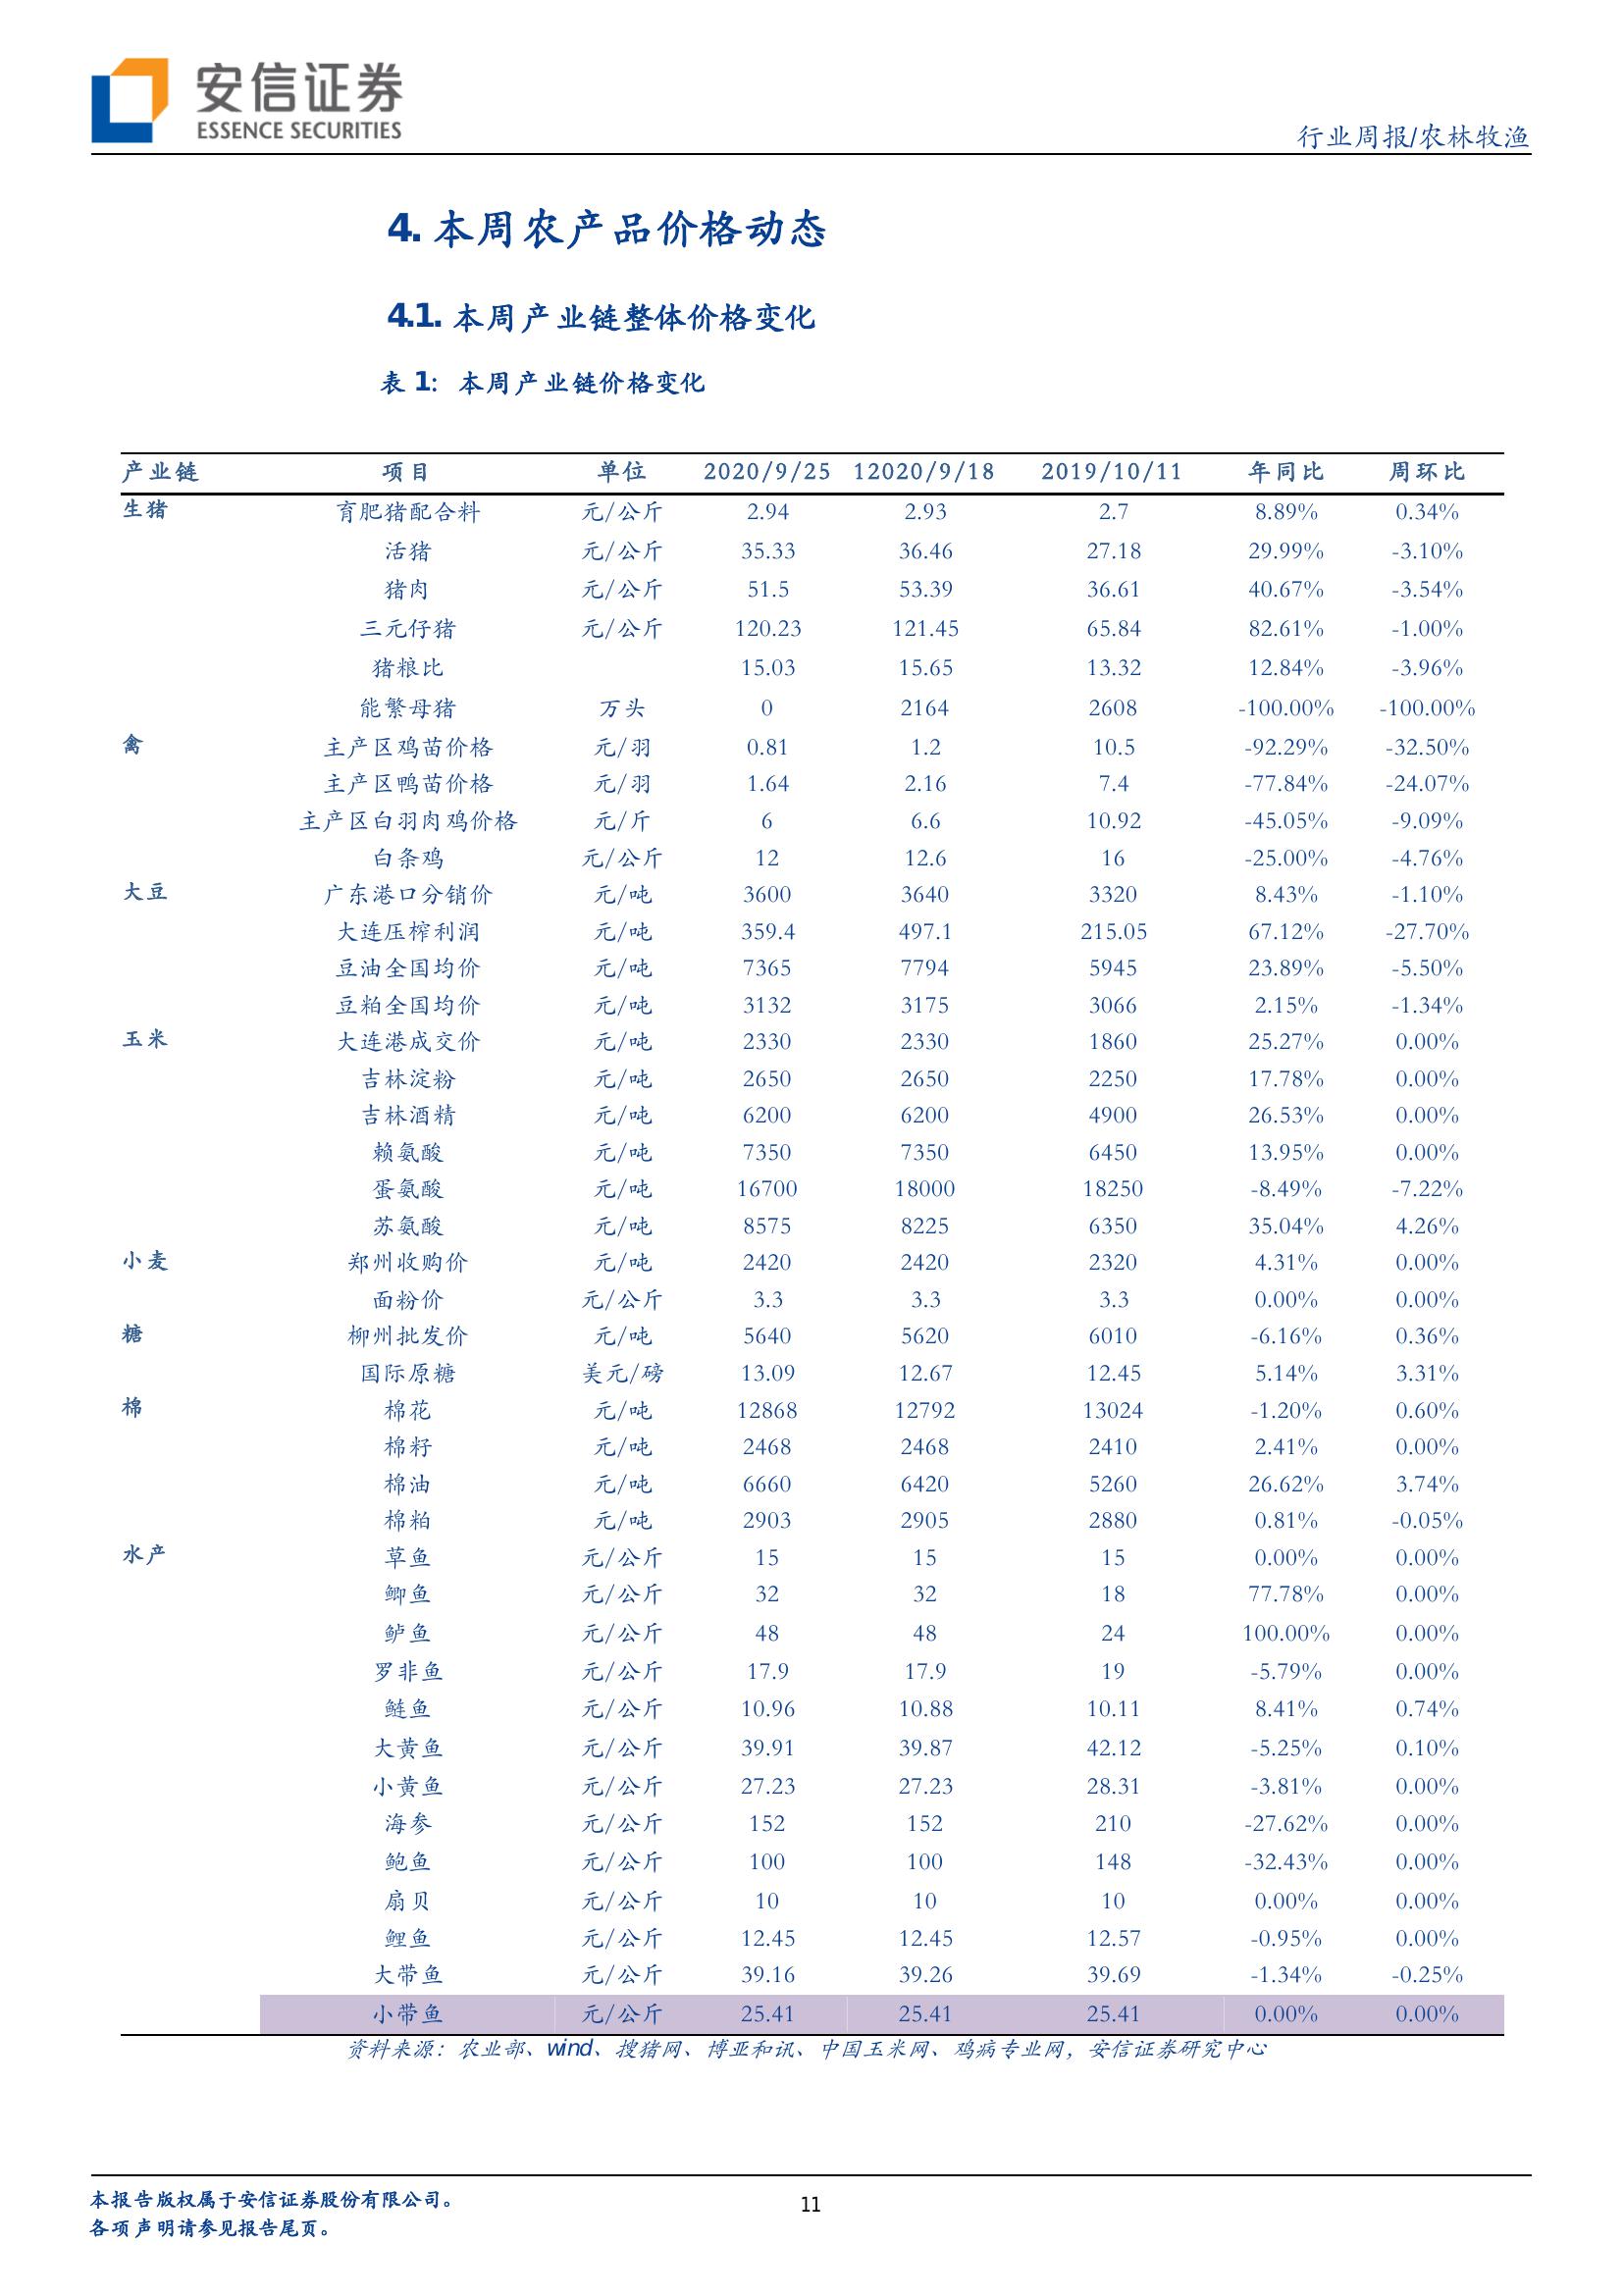 安信证券
ESSENCE SECURITIES
行业周报/农林牧渔
4. 本周农产品价格动态
4.1. 本周产业链整体价格变化
表 1: 本周产业链价格变化
产业链 项目 单位 2020/9/25 12020/9/18 2019/10/11 年同比 周环比
生猪 育肥猪配合料 元/公斤 2.94 2.93 2.7 8.89% 0.34%
活猪 元/公斤 35.33 36.46 27.18 29.99% -3.10%
猪肉 元/公斤 51.5 53.39 36.61 40.67% -3.54%
三元仔猪 元/公斤 120.23 121.45 65.84 82.61% -1.00%
猪粮比 15.03 15.65 13.32 12.84% -3.96%
能繁母猪 万头 0 2164 2608 -100.00% -100.00%
禽 主产区鸡苗价格 元/羽 0.81 1.2 10.5 -92.29% -32.50%
主产区鸭苗价格 元/羽 1.64 2.16 7.4 -77.84% -24.07%
主产区白羽肉鸡价格 元/斤 6 6.6 10.92 -45.05% -9.09%
白条鸡 元/公斤 12 12.6 16 -25.00% -4.76%
大豆 广东港口分销价 元/吨 3600 3640 3320 8.43% -1.10%
大连压榨利润 元/吨 359.4 497.1 215.05 67.12% -27.70%
豆油全国均价 元/吨 7365 7794 5945 23.89% -5.50%
豆粕全国均价 元/吨 3132 3175 3066 2.15% -1.34%
玉米 大连港成交价 元/吨 2330 2330 1860 25.27% 0.00%
吉林淀粉 元/吨 2650 2650 2250 17.78% 0.00%
吉林酒精 元/吨 6200 6200 4900 26.53% 0.00%
赖氨酸 元/吨 7350 7350 6450 13.95% 0.00%
蛋氨酸 元/吨 16700 18000 18250 -8.49% -7.22%
苏氨酸 元/吨 8575 8225 6350 35.04% 4.26%
小麦 郑州收购价 元/吨 2420 2420 2320 4.31% 0.00%
面粉价 元/公斤 3.3 3.3 3.3 0.00% 0.00%
糖 柳州批发价 元/吨 5640 5620 6010 -6.16% 0.36%
国际原糖 美元/磅 13.09 12.67 12.45 5.14% 3.31%
棉 棉花 元/吨 12868 12792 13024 -1.20% 0.60%
棉籽 元/吨 2468 2468 2410 2.41% 0.00%
棉油 元/吨 6660 6420 5260 26.62% 3.74%
棉粕 元/吨 2903 2905 2880 0.81% -0.05%
水产 草鱼 元/公斤 15 15 15 0.00% 0.00%
鲫鱼 元/公斤 32 32 18 77.78% 0.00%
鲈鱼 元/公斤 48 48 24 100.00% 0.00%
罗非鱼 元/公斤 17.9 17.9 19 -5.79% 0.00%
鲢鱼 元/公斤 10.96 10.88 10.11 8.41% 0.74%
大黄鱼 元/公斤 39.91 39.87 42.12 -5.25% 0.10%
小黄鱼 元/公斤 27.23 27.23 28.31 -3.81% 0.00%
海参 元/公斤 152 152 210 -27.62% 0.00%
鲍鱼 元/公斤 100 100 148 -32.43% 0.00%
扇贝 元/公斤 10 10 10 0.00% 0.00%
鲤鱼 元/公斤 12.45 12.45 12.57 -0.95% 0.00%
大带鱼 元/公斤 39.16 39.26 39.69 -1.34% -0.25%
小带鱼 元/公斤 25.41 25.41 25.41 0.00% 0.00%
资料来源：农业部、wind、搜猪网、博亚和讯、中国玉米网、鸡病专业网，安信证券研究中心
本报告版权属于安信证券股份有限公司。
各项声明请参见报告尾页。
11